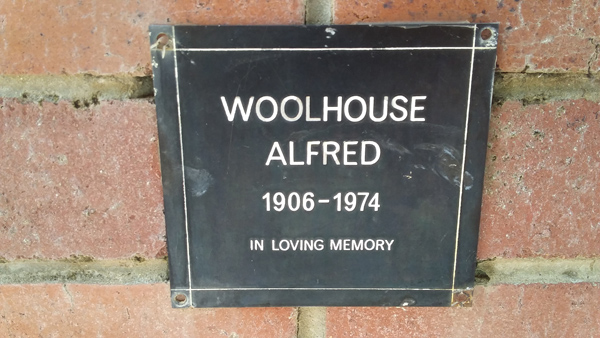 WOOLHOUSE
ALFRED
1906-1974
IN LOVING MEMORY